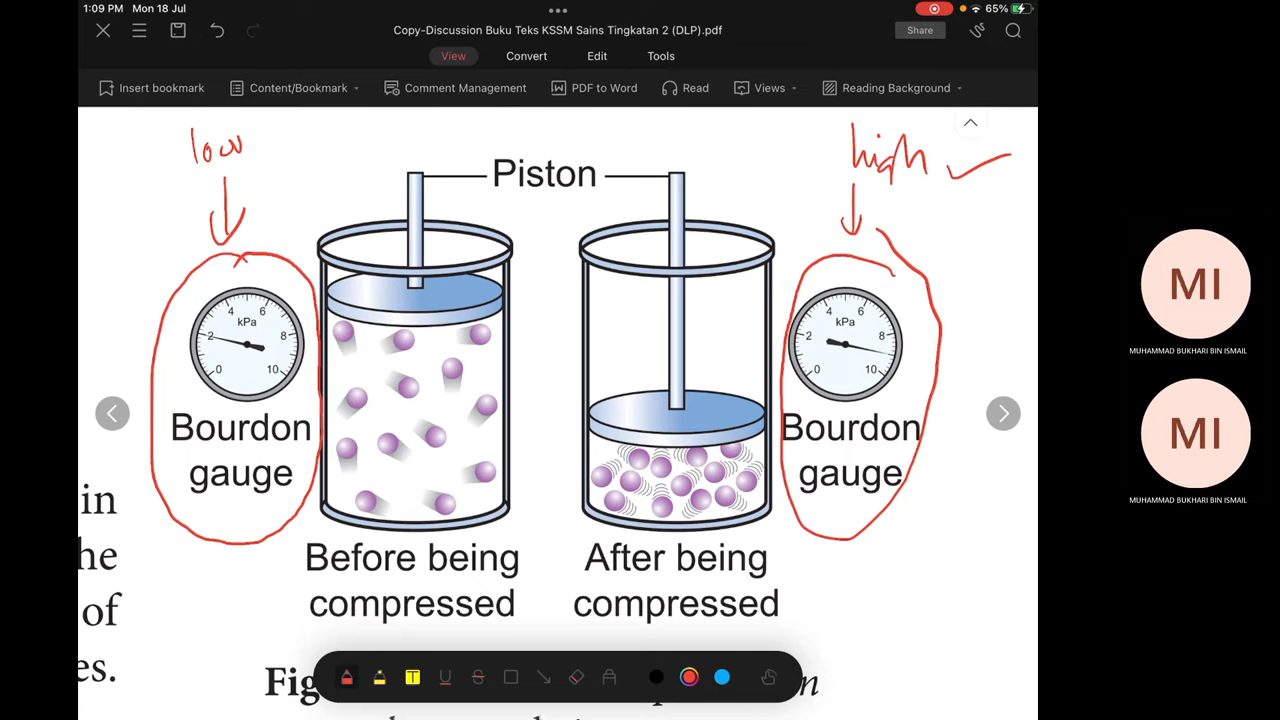 1:09 PM Mon 18 Jul
65%
Copy-Discussion Buku Teks KSSM Sains Tingkatan 2 (DLP).pdf
Share
View Convert Edit Tools
Insert bookmark Content/Bookmark Comment Management PDF to Word Read Views Reading Background
low
high
Piston
2 4 6 8
kPa
0 10
2 4 6 8
kPa
0 10
Bourdon
gauge
Bourdon
gauge
in
he
of
es.
Before being
compressed
After being
compressed
Fig
n
T U S
MI
MUHAMMAD BUKHARI BIN ISMAIL
MI
MUHAMMAD BUKHARI BIN ISMAIL